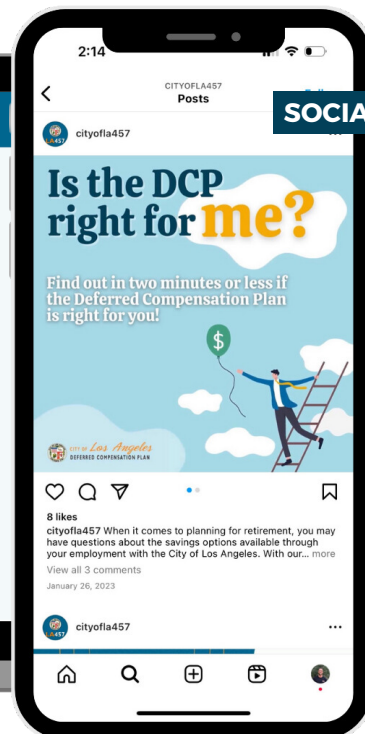 2:14
CITYOFLA457
Posts
SOCIA
cityofla457
Is the DCP
right for me?
Find out in two minutes or less if
the Deferred Compensation Plan
is right for you!
$
CITY OF Los Angeles
DEFERRED COMPENSATION PLAN
8 likes
cityofla457 When it comes to planning for retirement, you may
have questions about the savings options available through
your employment with the City of Los Angeles. With our... more
View all 3 comments
January 26, 2023
LA457
cityofla457